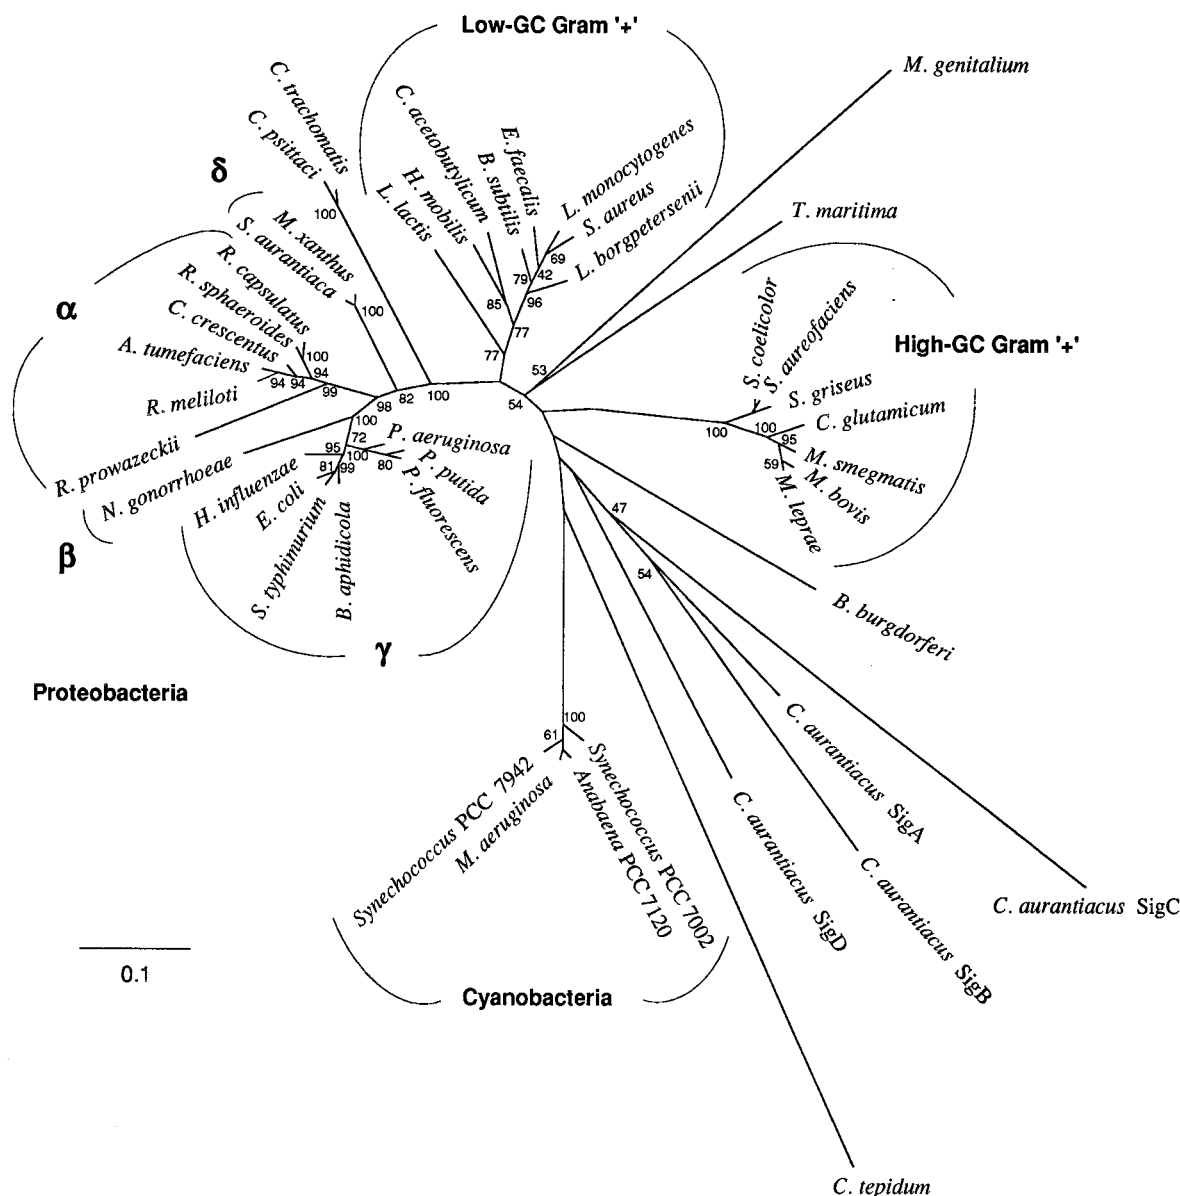 Low-GC Gram '+'
M. genitalium
C. trachomatis
C. psittaci
δ
C. acetobutylicum
H. mobilis
L. lactis
E. faecalis
B. subtilis
L. monocytogenes
S. aureus
L. borgpetersenii
T. maritima
100
M. xanthus
S. aurantiaca
100
69
42
79
96
85
77
77
α
R. capsulatus
R. sphaeroides
C. crescentus
A. tumefaciens
R. meliloti
R. prowazeckii
100
94
94
94
99
98
82
100
53
54
High-GC Gram '+'
S. coelicolor
S. aureofaciens
S. griseus
C. glutamicum
M. smegmatis
M. bovis
M. leprae
100
100
95
59
β
N. gonorrhoeae
100
72
95
100
81
99
80
P. aeruginosa
P. putida
P. fluorescens
H. influenzae
E. coli
S. typhimurium
B. aphidicola
γ
Proteobacteria
47
54
B. burgdorferi
C. aurantiacus SigA
C. aurantiacus SigC
C. aurantiacus SigB
C. aurantiacus SigD
100
61
Synechococcus PCC 7942
M. aeruginosa
Anabaena PCC 7120
Synechococcus PCC 7002
Cyanobacteria
0.1
C. tepidum